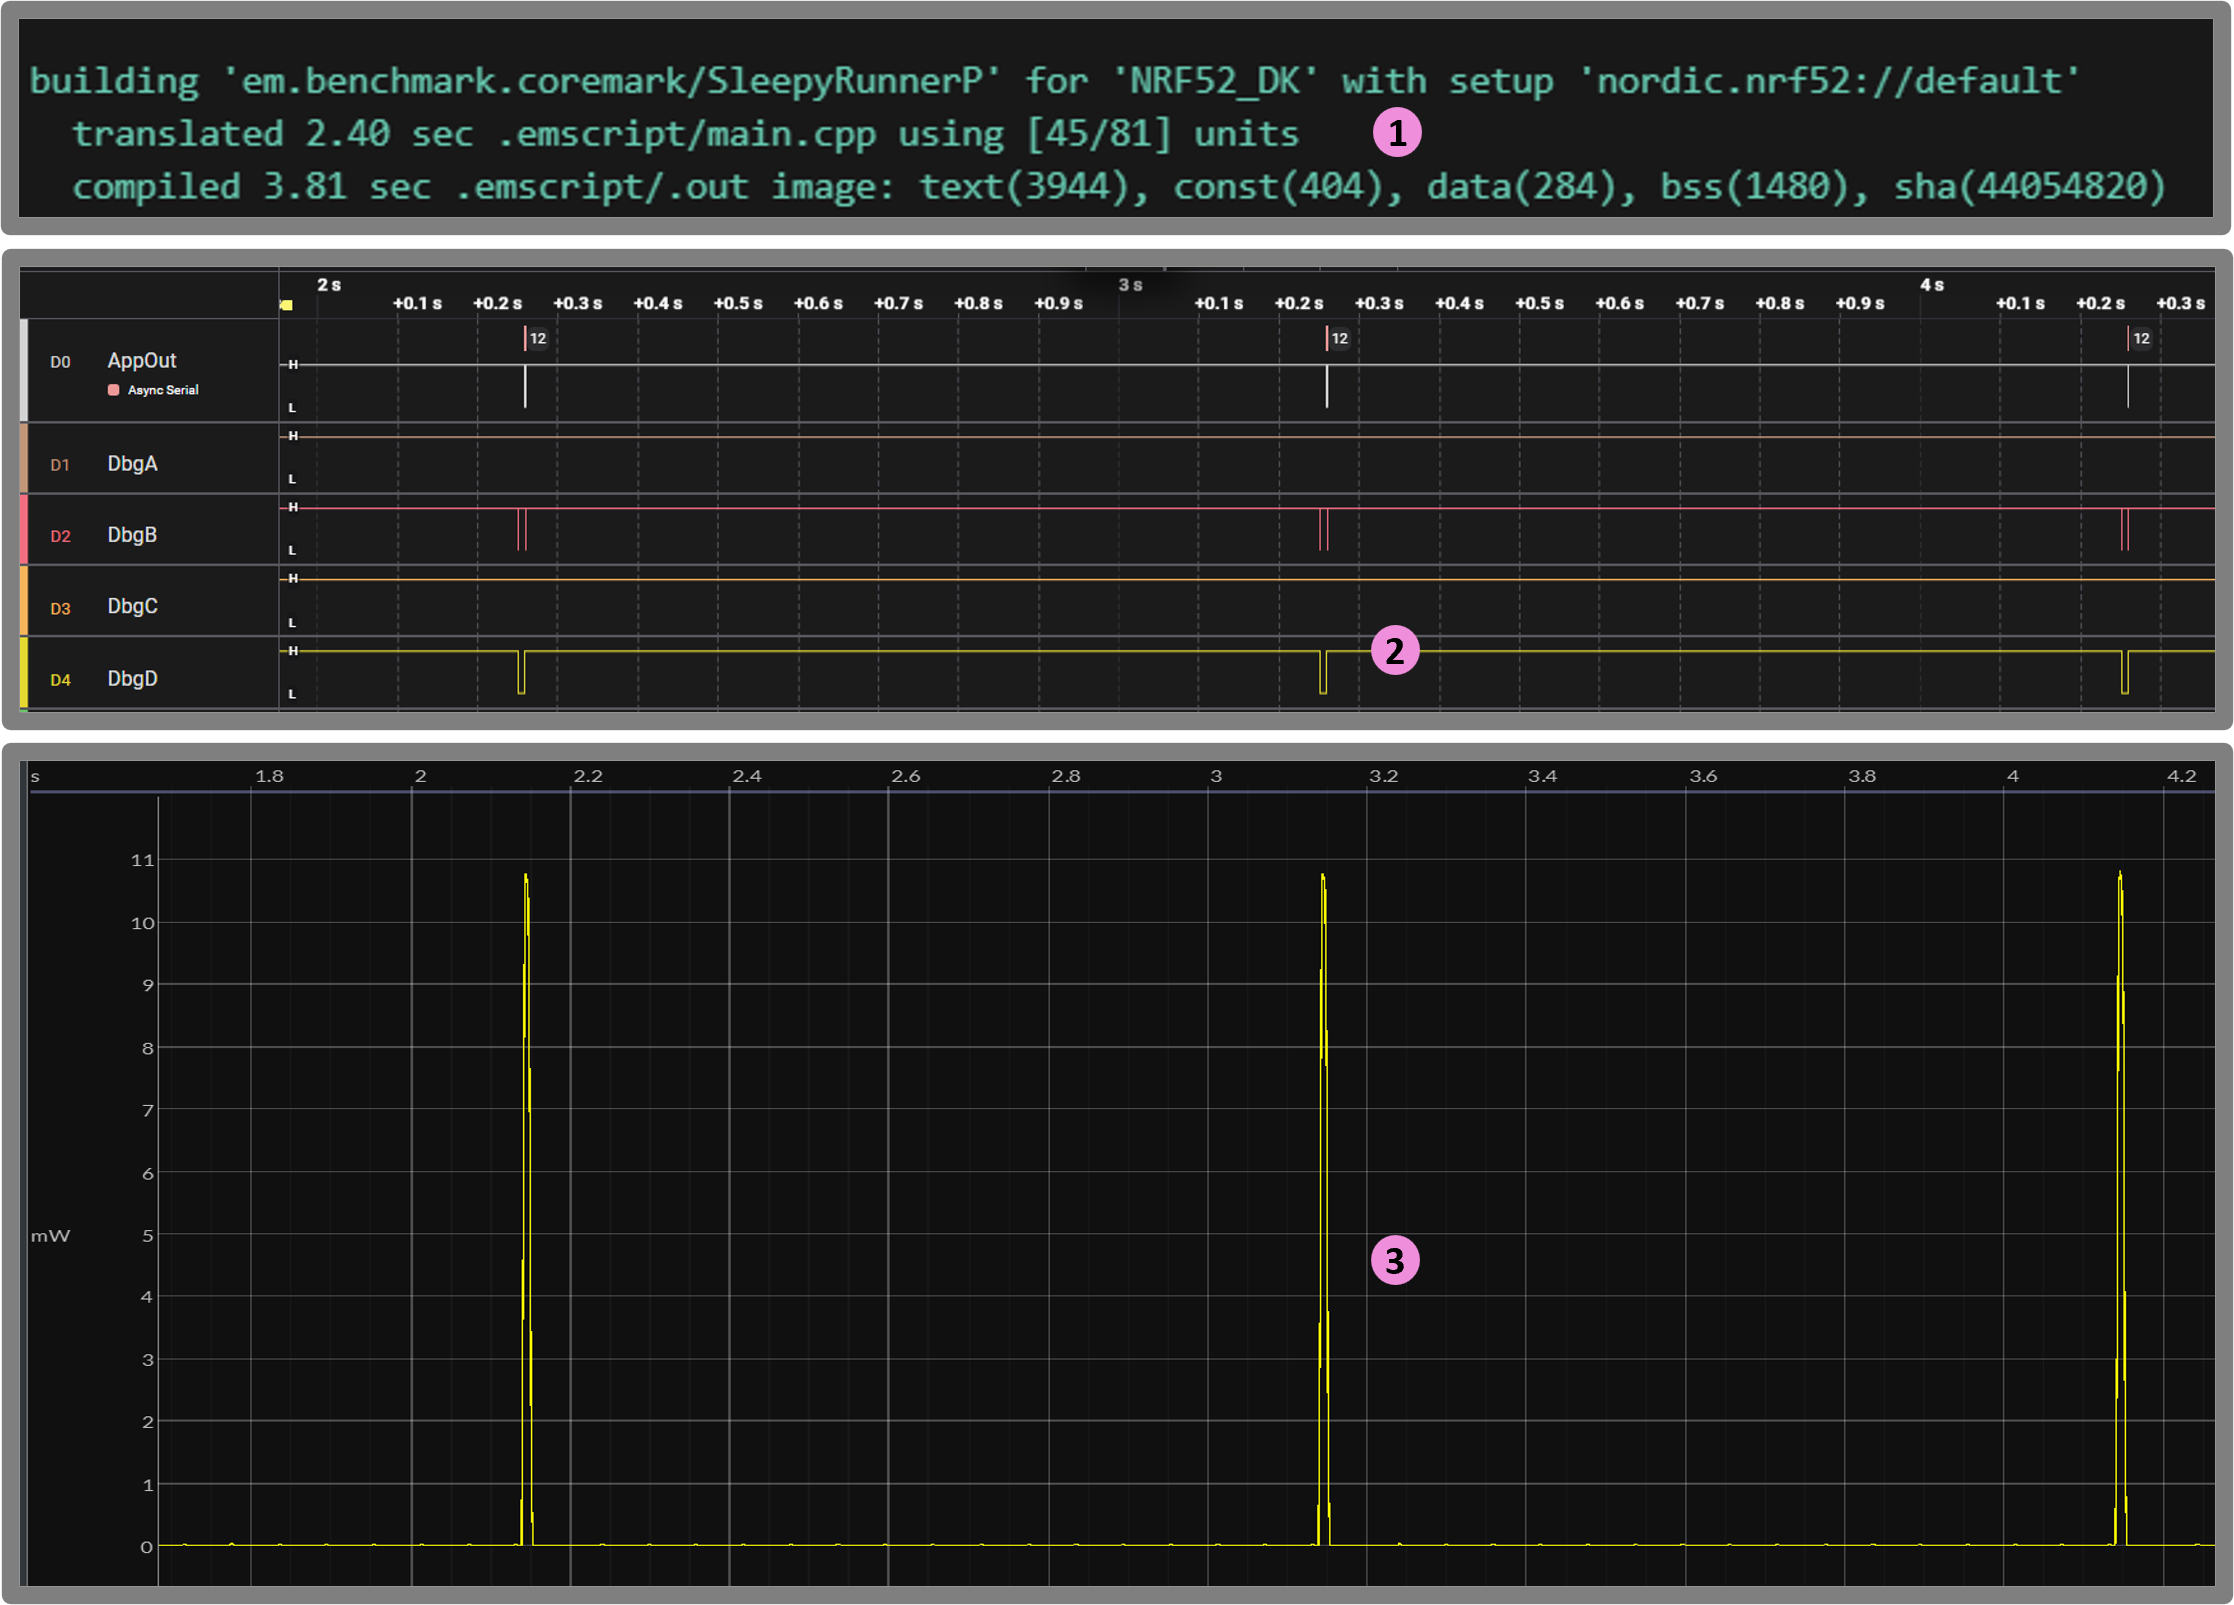 building 'em.benchmark.coremark/SleepyRunnerP' for 'NRF52_DK' with setup 'nordic.nrf52://default'
translated 2.40 sec .emscript/main.cpp using [45/81] units
1
compiled 3.81 sec .emscript/.out image: text(3944), const(404), data(284), bss(1480), sha(44054820)
2 s 3 s 4 s
+0.1 s +0.2 s +0.3 s +0.4 s +0.5 s +0.6 s +0.7 s +0.8 s +0.9 s +0.1 s +0.2 s +0.3 s +0.4 s +0.5 s +0.6 s +0.7 s +0.8 s +0.9 s +0.1 s +0.2 s +0.3 s
12 12 12
D0 AppOut H
Async Serial
L
H
D1 DbgA
L
H
D2 DbgB
L
H
D3 DbgC
L
H 2
D4 DbgD
L
s 1.8 2 2.2 2.4 2.6 2.8 3 3.2 3.4 3.6 3.8 4 4.2
11
10
9
8
7
6
mW 5
3
4
3
2
1
0